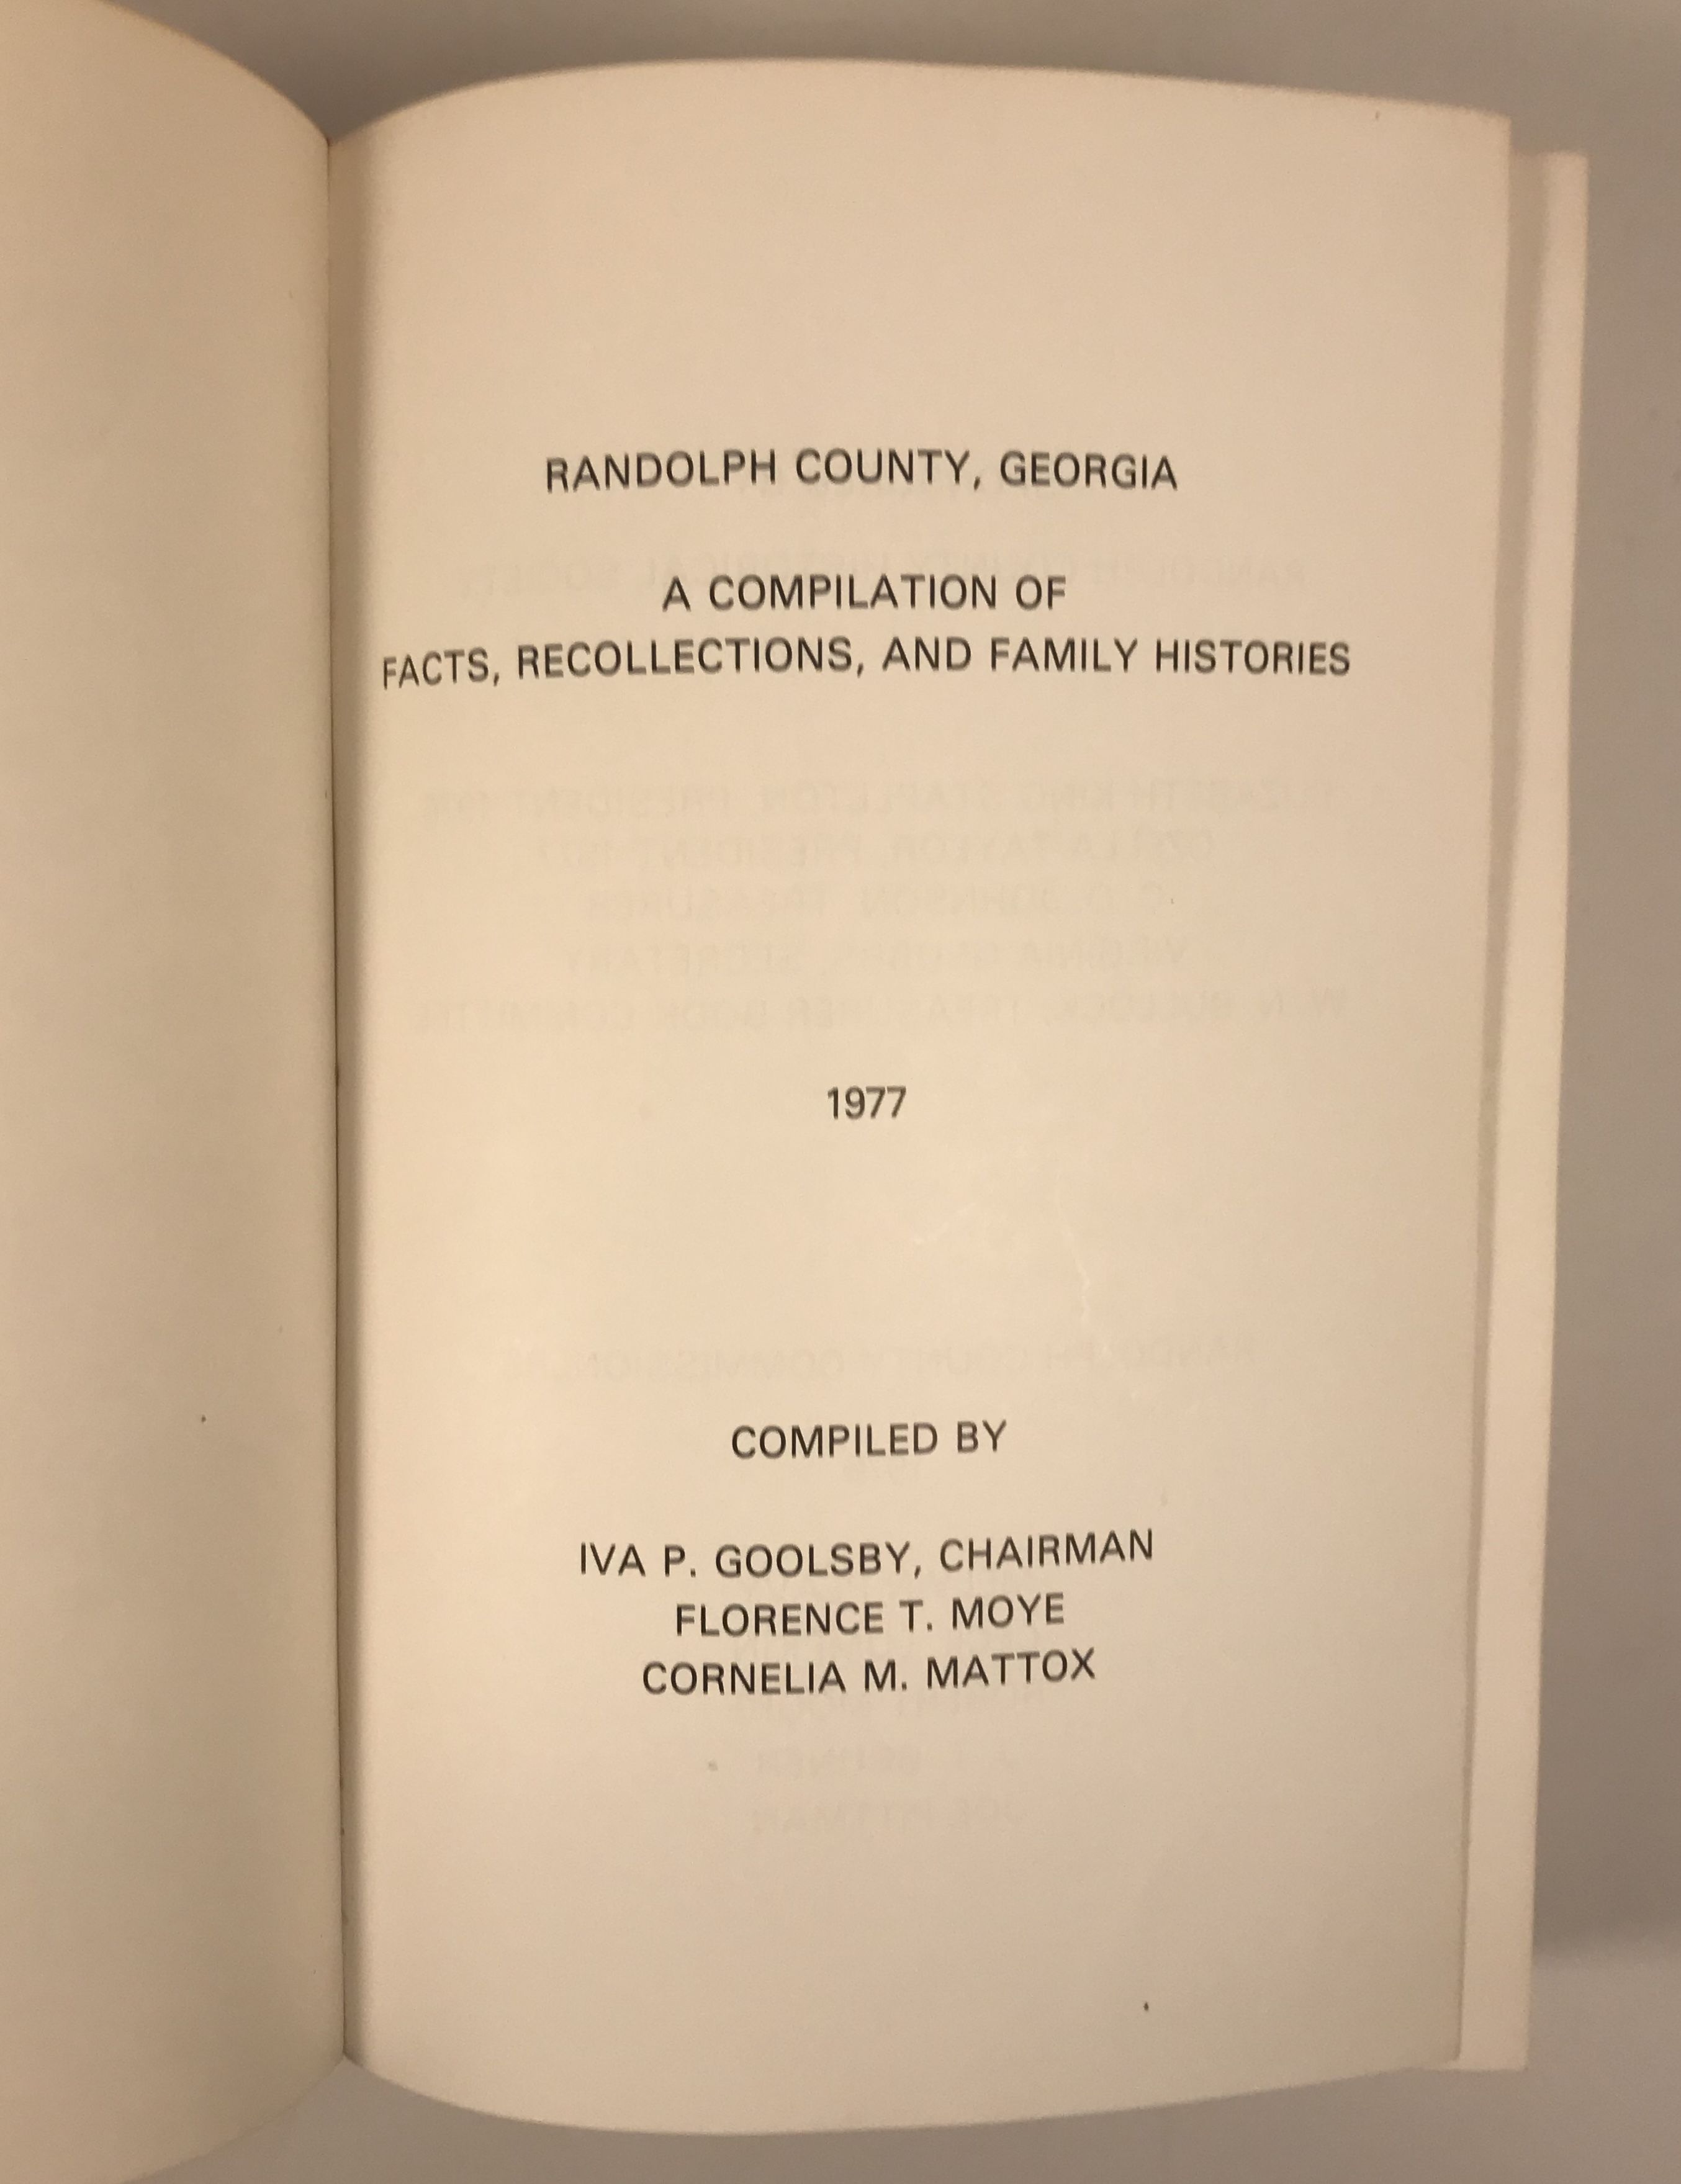 RANDOLPH COUNTY, GEORGIA
A COMPILATION OF
FACTS, RECOLLECTIONS, AND FAMILY HISTORIES
1977
COMPILED BY
IVA P. GOOLSBY, CHAIRMAN
FLORENCE T. MOYE
CORNELIA M. MATTOX